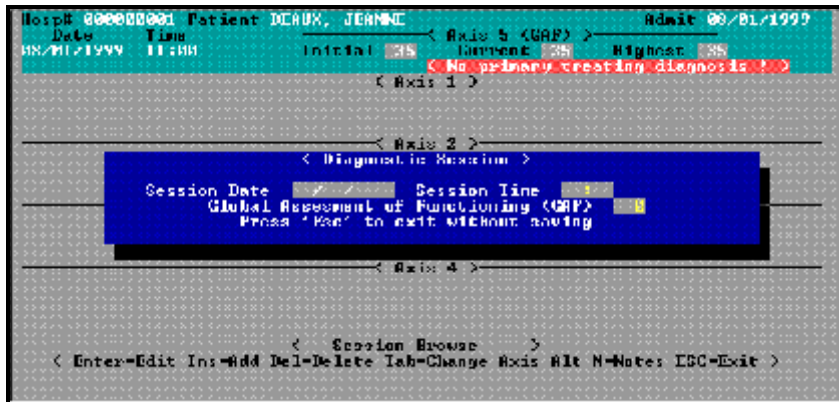 Hosp# 000000001 Patient DEAUX, JEANNE Admit 08/01/1999
Date Time < Axis 5 (GAF) >
08/01/1999 11:00 Initial 35 Current 35 Highest 35
< No primary treating diagnosis ! >
< Axis 1 >
< Axis 2 >
< Diagnostic Session >
Session Date / / Session Time :
Global Assesment of Functioning (GAF) 0
Press 'Esc' to exit without saving
< Axis 4 >
< Session Browse >
< Enter-Edit Ins-Add Del-Delete Tab-Change Axis Alt N-Notes ESC-Exit >